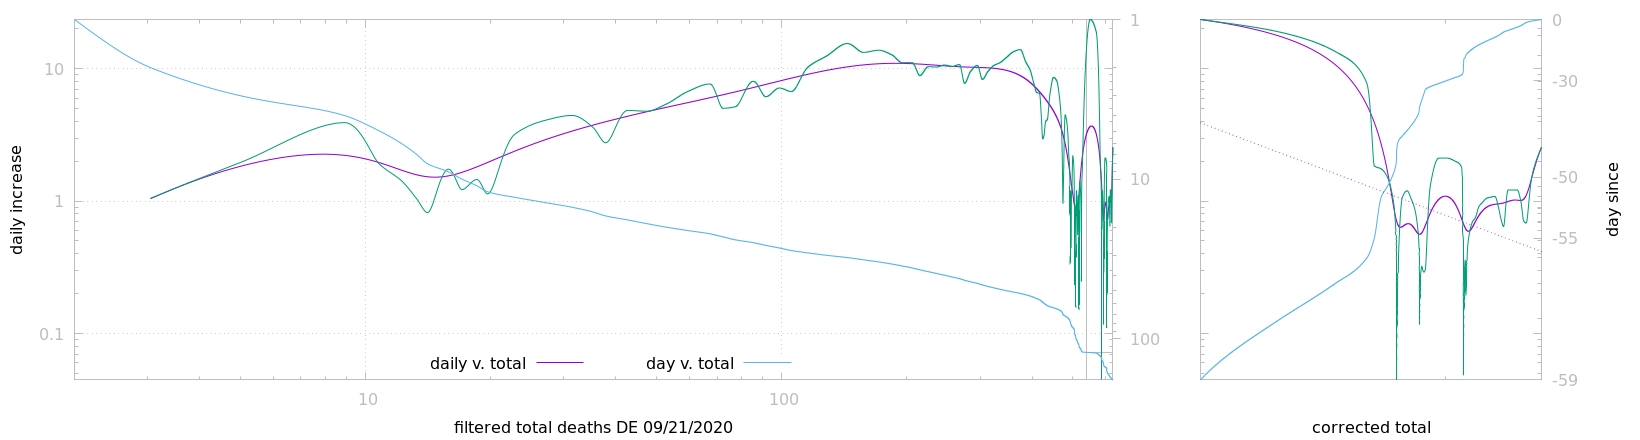 daily increase
10
1
0.1
daily v. total
day v. total
10
100
filtered total deaths DE 09/21/2020
1
10
100
0
-30
-50
-55
-59
day since
corrected total